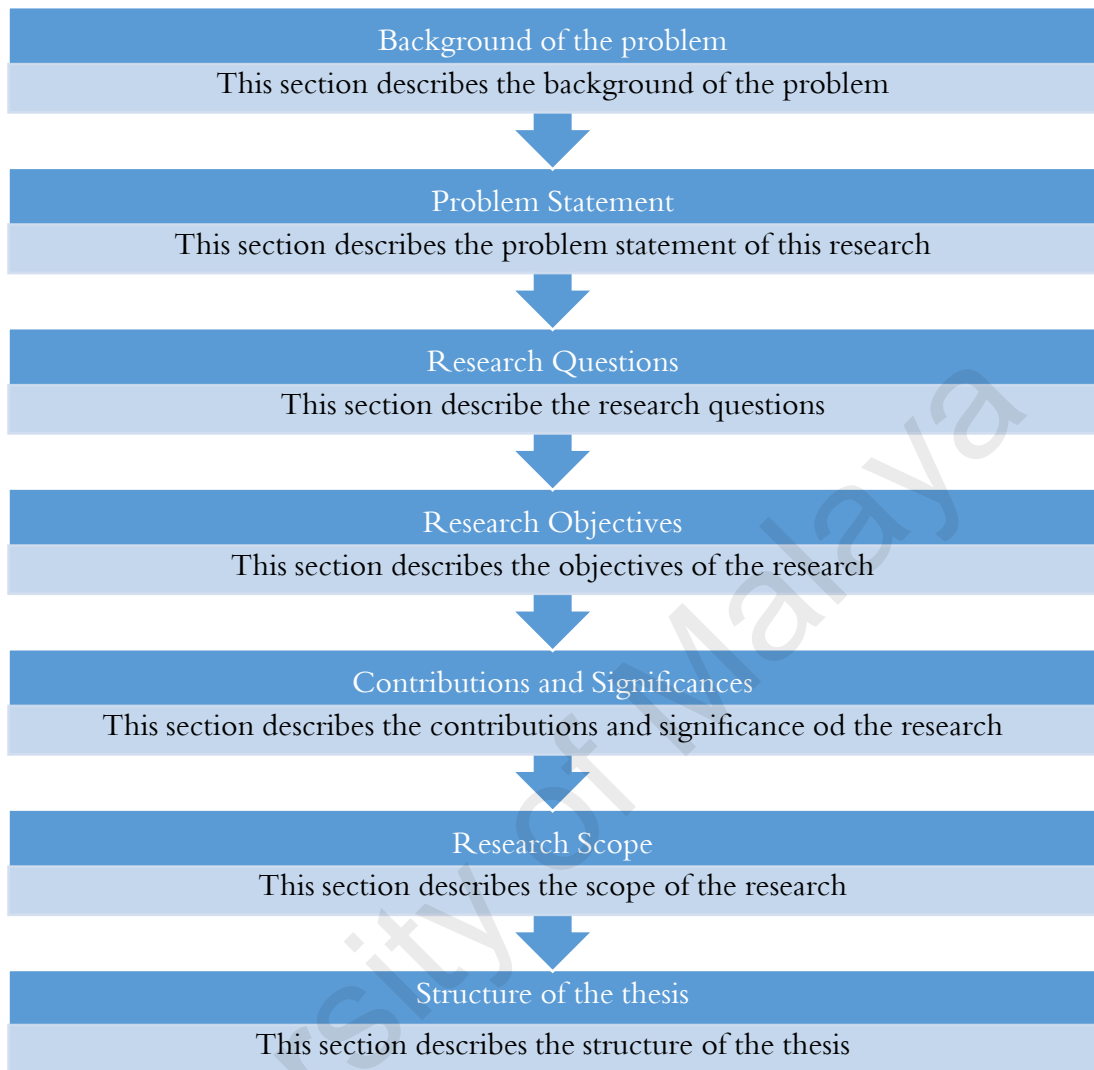 Background of the problem
This section describes the background of the problem
Problem Statement
This section describes the problem statement of this research
Research Questions
This section describe the research questions
Research Objectives
This section describes the objectives of the research
Contributions and Significances
This section describes the contributions and significance od the research
Research Scope
This section describes the scope of the research
Structure of the thesis
This section describes the structure of the thesis
rsity of Malaya